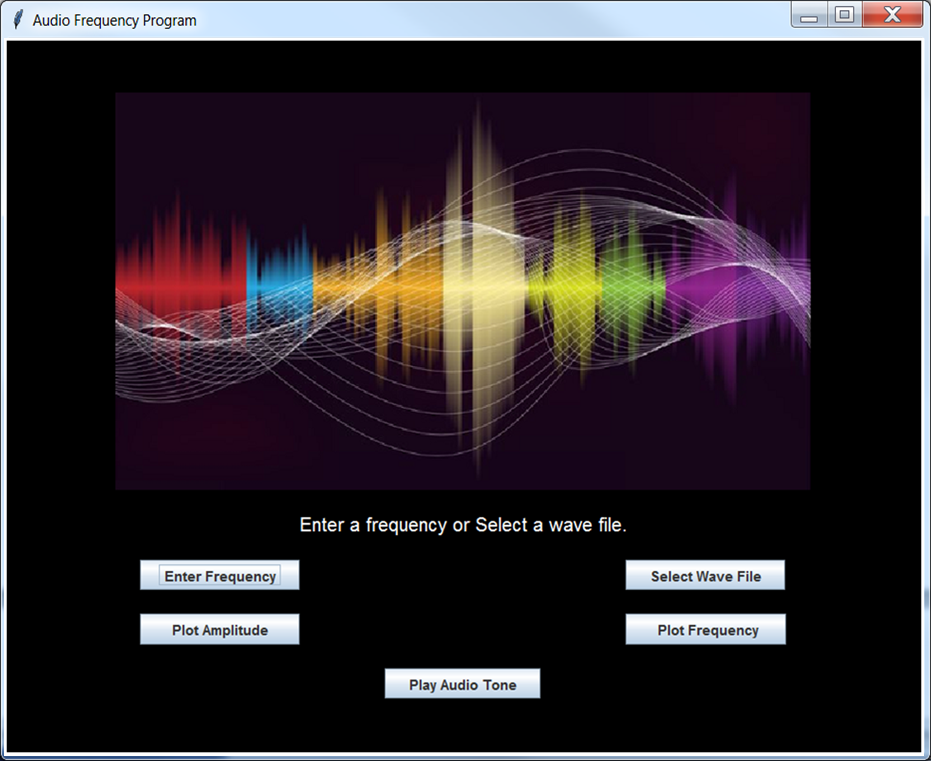 Audio Frequency Program
Enter a frequency or Select a wave file.
Enter Frequency
Select Wave File
Plot Amplitude
Plot Frequency
Play Audio Tone